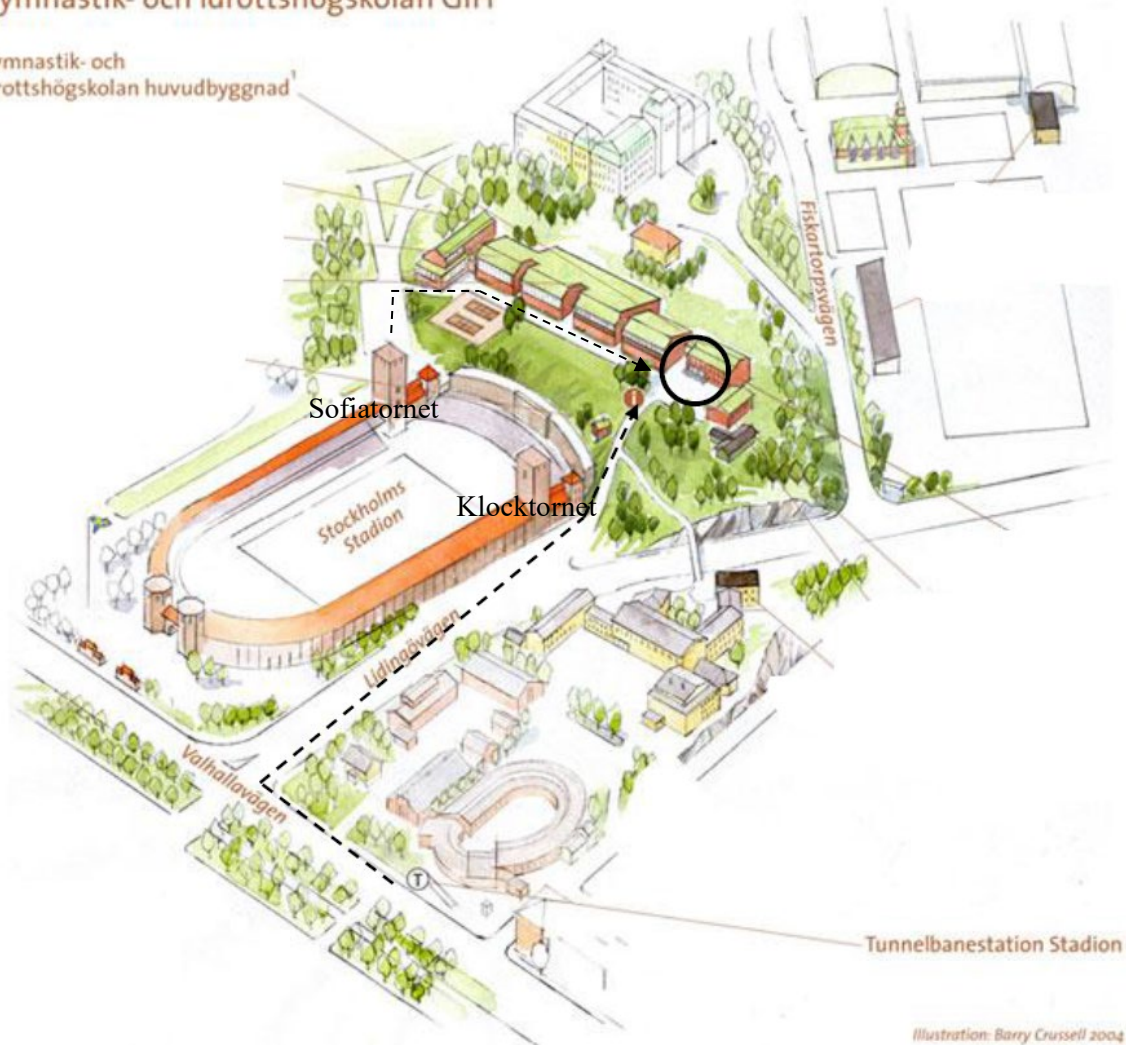 ymnastik- och Idrottshögskolan GIH
ymnastik- och
rottshögskolan huvudbyggnad¹
Fiskartorpsvägen
Sofiatornet
Klocktornet
Stockholms
Stadion
Lidingövägen
Valhallavägen
T
i
Tunnelbanestation Stadion
Illustration: Barry Crussell 2004